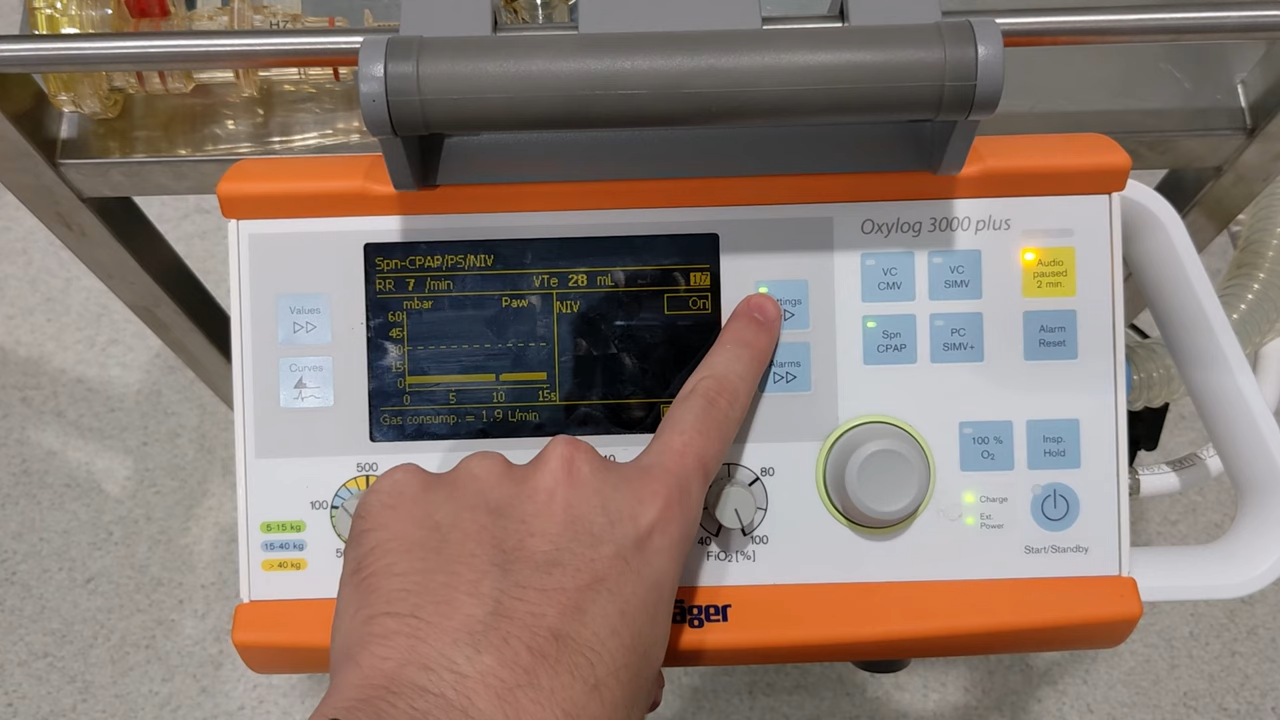 H7
Oxylog 3000 plus
Spn-CPAP/PS/NIV
RR 7 /min VTe 28 mL 1/7
mbar Paw NIV On
60
45
30
15
0
0 5 10 15s
Gas consump. = 1.9 L/min
Values
Curves
Alarms
VC
CMV
VC
SIMV
Audio
paused
2 min.
Spn
CPAP
PC
SIMV+
Alarm
Reset
100 %
O2
Insp.
Hold
Charge
Ext.
Power
Start/Standby
500
100
5-15 kg
15-40 kg
> 40 kg
80
40
100
FiO2 [%]